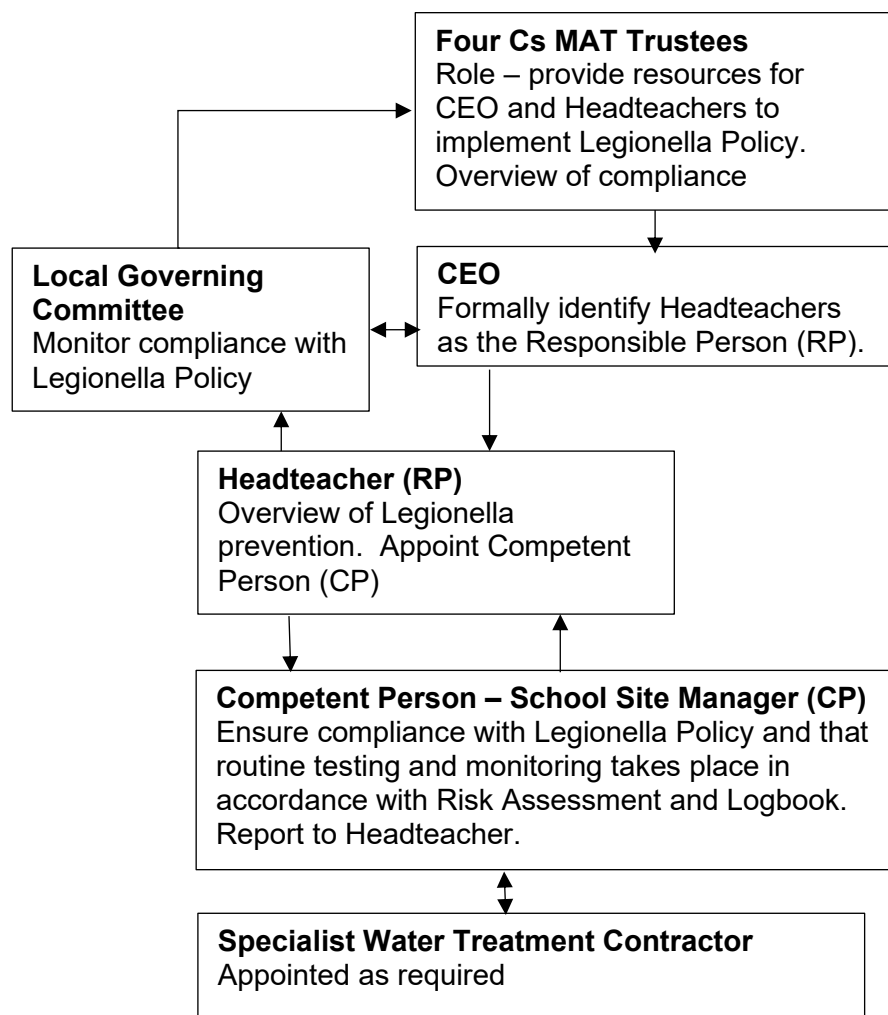 Four Cs MAT Trustees
Role – provide resources for
CEO and Headteachers to
implement Legionella Policy.
Overview of compliance
Local Governing
Committee
Monitor compliance with
Legionella Policy
CEO
Formally identify Headteachers
as the Responsible Person (RP).
Headteacher (RP)
Overview of Legionella
prevention.  Appoint Competent
Person (CP)
Competent Person – School Site Manager (CP)
Ensure compliance with Legionella Policy and that
routine testing and monitoring takes place in
accordance with Risk Assessment and Logbook.
Report to Headteacher.
Specialist Water Treatment Contractor
Appointed as required